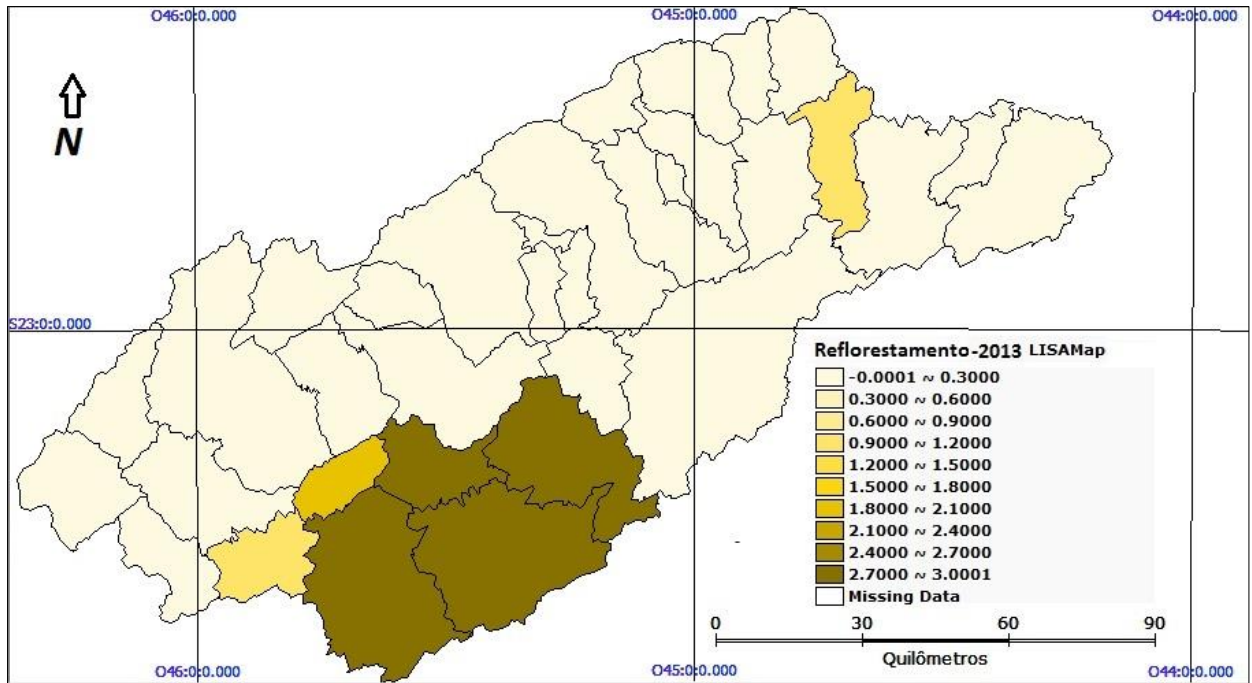 O46:0:0.000 O45:0:0.000 O44:0:0.000
N
S23:0:0.000
Reflorestamento-2013 LISAMap
-0.0001 ~ 0.3000
0.3000 ~ 0.6000
0.6000 ~ 0.9000
0.9000 ~ 1.2000
1.2000 ~ 1.5000
1.5000 ~ 1.8000
1.8000 ~ 2.1000
2.1000 ~ 2.4000
2.4000 ~ 2.7000
2.7000 ~ 3.0001
Missing Data
0 30 60 90
Quilômetros
O46:0:0.000 O45:0:0.000 O44:0:0.000